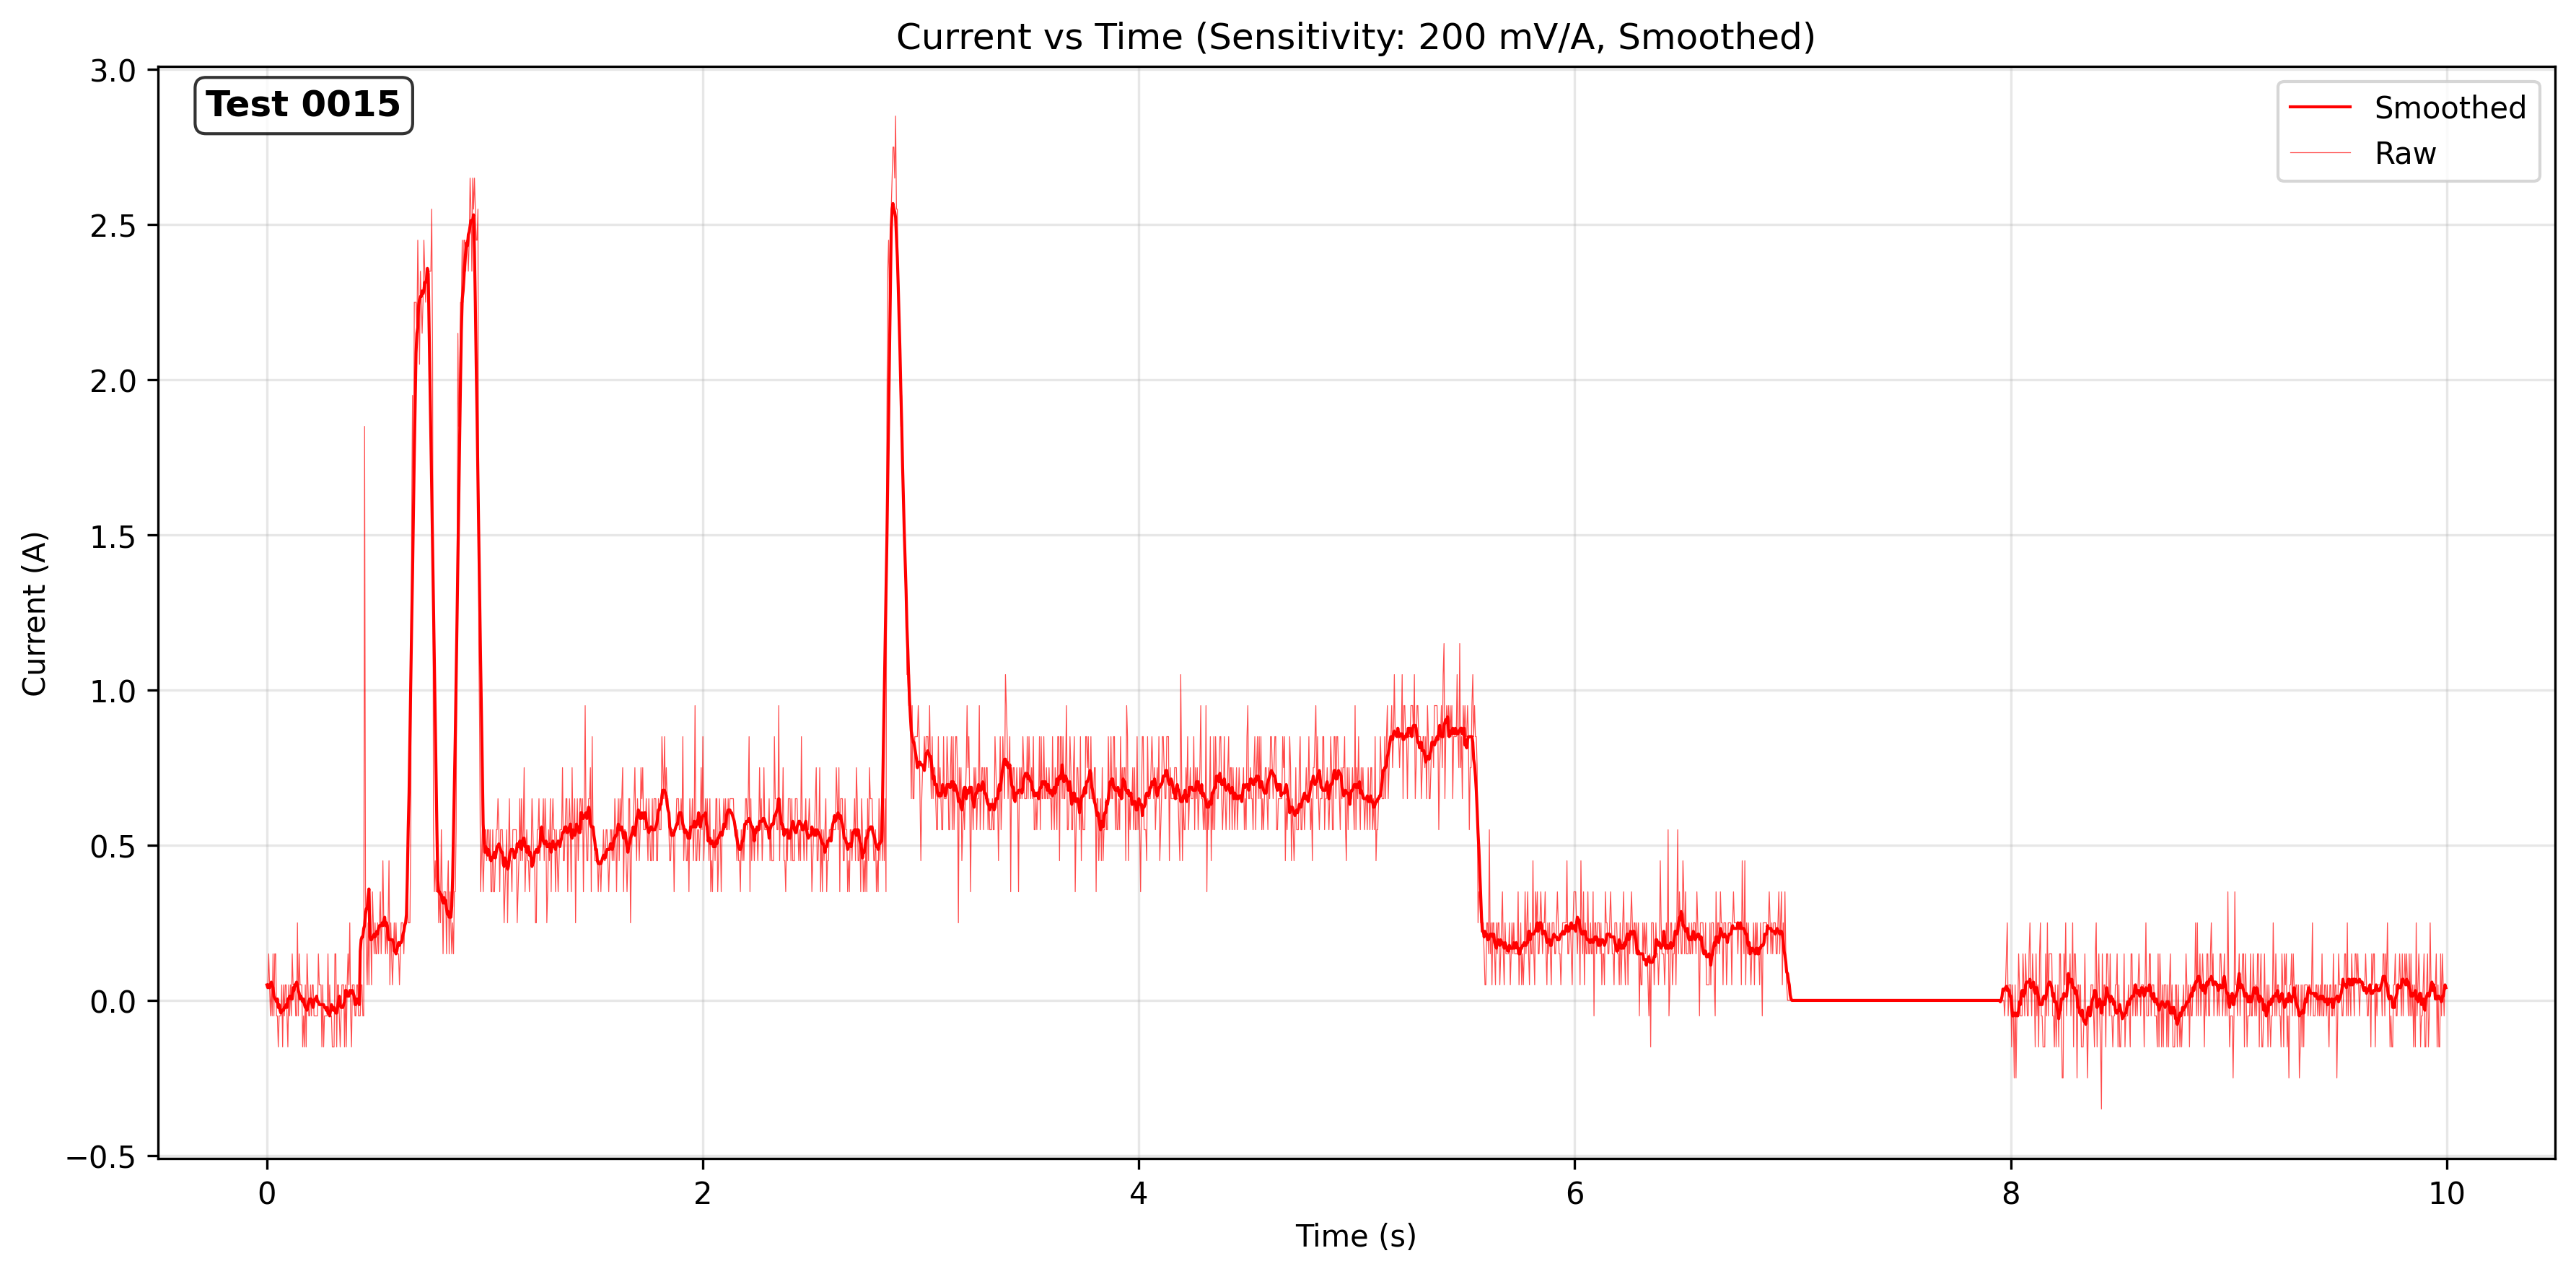 Current vs Time (Sensitivity: 200 mV/A, Smoothed)
Test 0015
Smoothed
Raw
Current (A)
3.0
2.5
2.0
1.5
1.0
0.5
0.0
−0.5
0 2 4 6 8 10
Time (s)